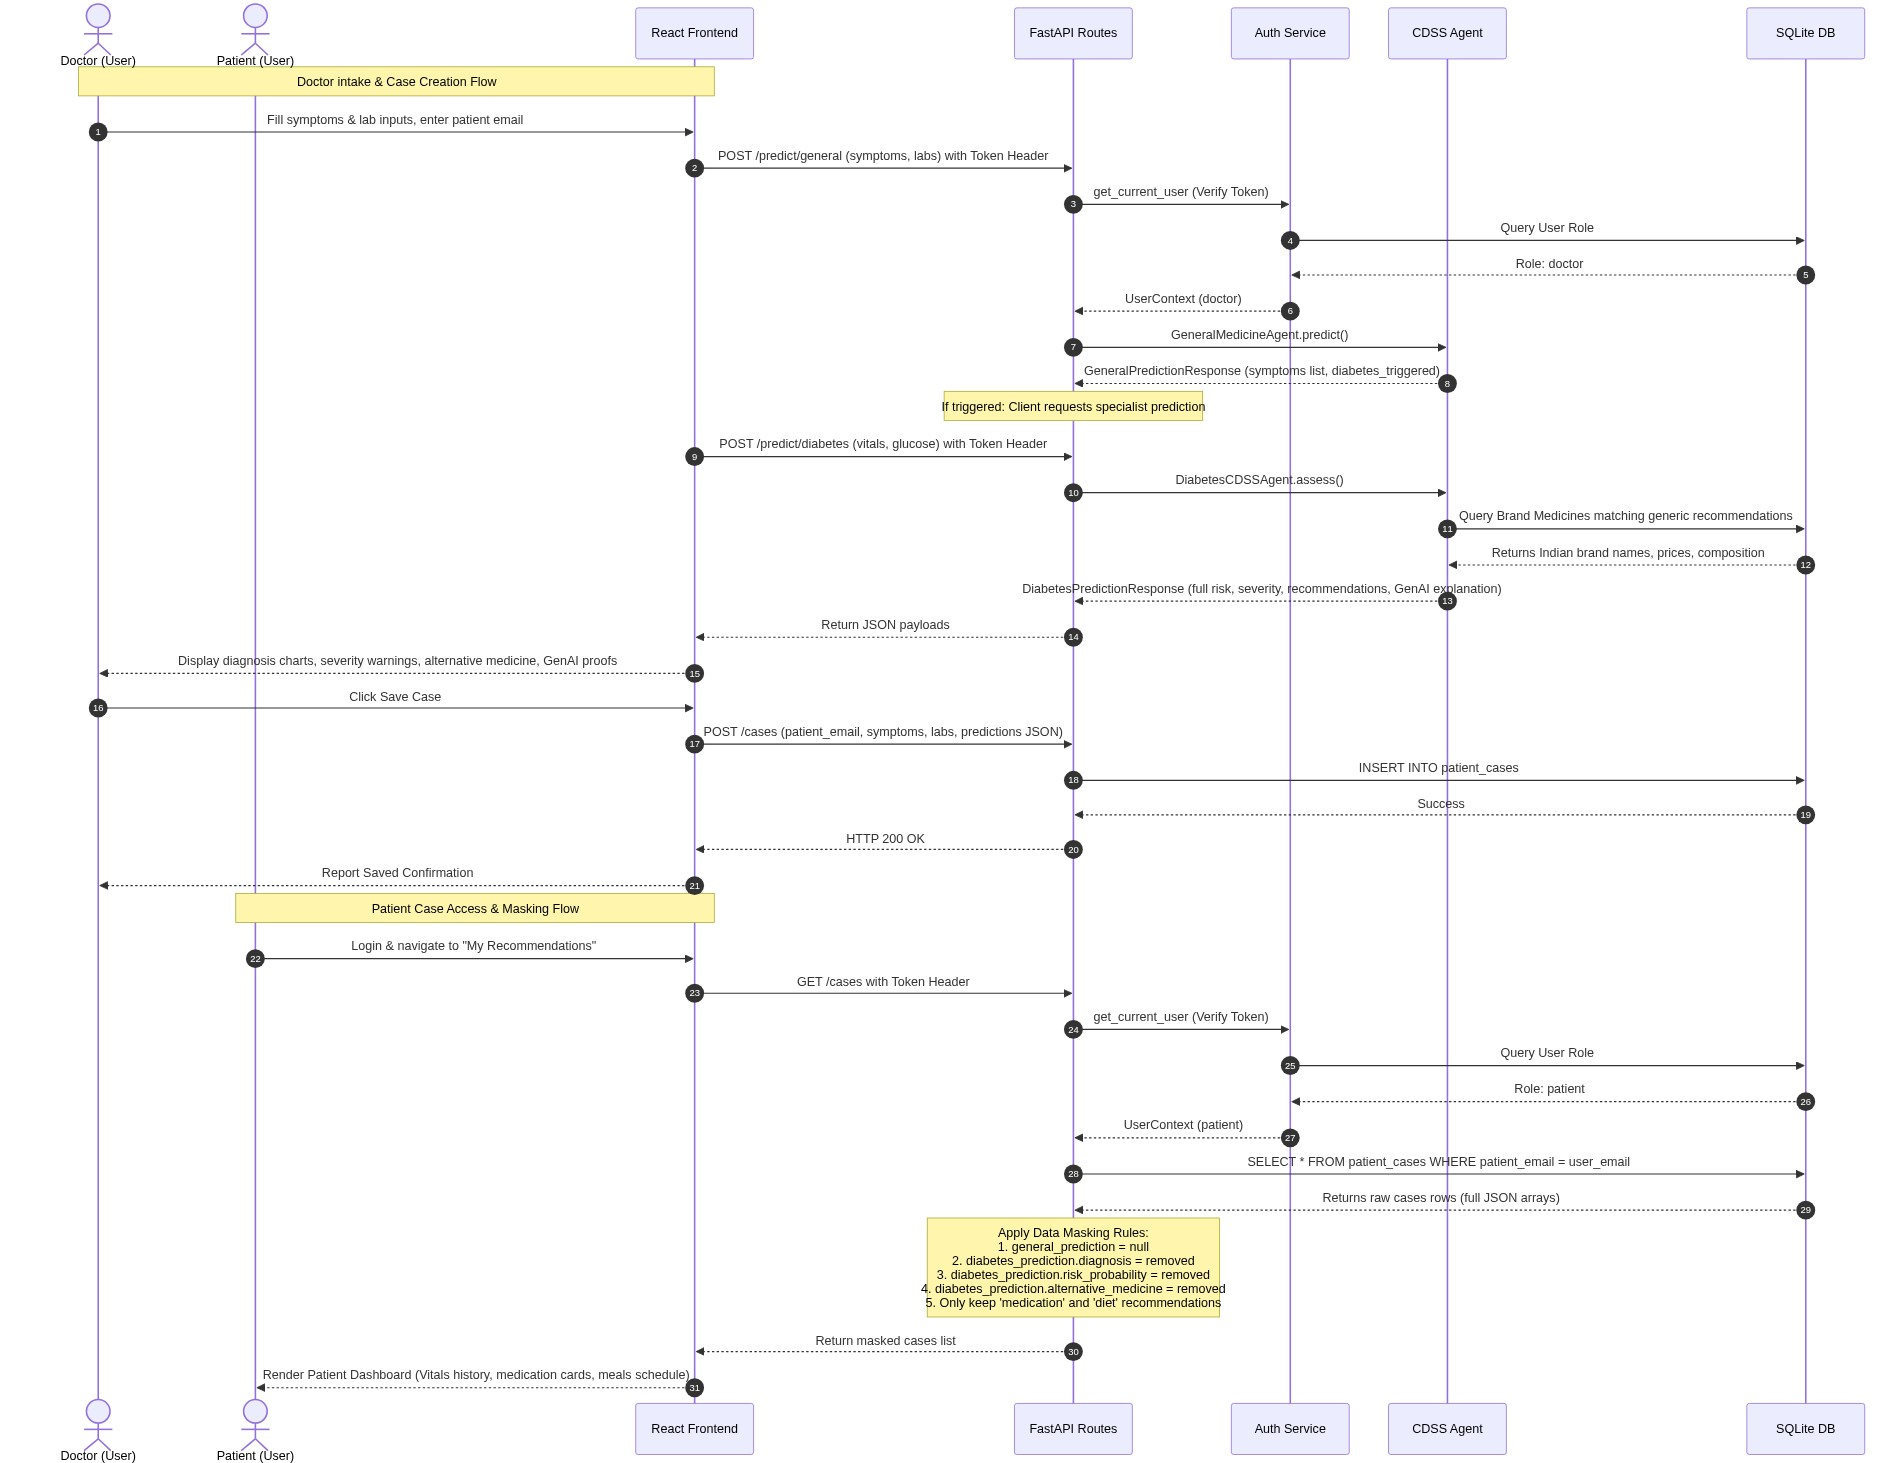 Doctor (User)
Patient (User)
React Frontend
FastAPI Routes
Auth Service
CDSS Agent
SQLite DB
Doctor intake & Case Creation Flow
Fill symptoms & lab inputs, enter patient email
1
POST /predict/general (symptoms, labs) with Token Header
2
get_current_user (Verify Token)
3
Query User Role
4
Role: doctor
5
UserContext (doctor)
6
GeneralMedicineAgent.predict()
7
GeneralPredictionResponse (symptoms list, diabetes_triggered)
8
If triggered: Client requests specialist prediction
POST /predict/diabetes (vitals, glucose) with Token Header
9
DiabetesCDSSAgent.assess()
10
Query Brand Medicines matching generic recommendations
11
Returns Indian brand names, prices, composition
12
DiabetesPredictionResponse (full risk, severity, recommendations, GenAI explanation)
13
Return JSON payloads
14
Display diagnosis charts, severity warnings, alternative medicine, GenAI proofs
15
Click Save Case
16
POST /cases (patient_email, symptoms, labs, predictions JSON)
17
INSERT INTO patient_cases
18
Success
19
HTTP 200 OK
20
Report Saved Confirmation
21
Patient Case Access & Masking Flow
Login & navigate to "My Recommendations"
22
GET /cases with Token Header
23
get_current_user (Verify Token)
24
Query User Role
25
Role: patient
26
UserContext (patient)
27
SELECT * FROM patient_cases WHERE patient_email = user_email
28
Returns raw cases rows (full JSON arrays)
29
Apply Data Masking Rules:
1. general_prediction = null
2. diabetes_prediction.diagnosis = removed
3. diabetes_prediction.risk_probability = removed
4. diabetes_prediction.alternative_medicine = removed
5. Only keep 'medication' and 'diet' recommendations
Return masked cases list
30
Render Patient Dashboard (Vitals history, medication cards, meals schedule)
31
Doctor (User)
Patient (User)
React Frontend
FastAPI Routes
Auth Service
CDSS Agent
SQLite DB